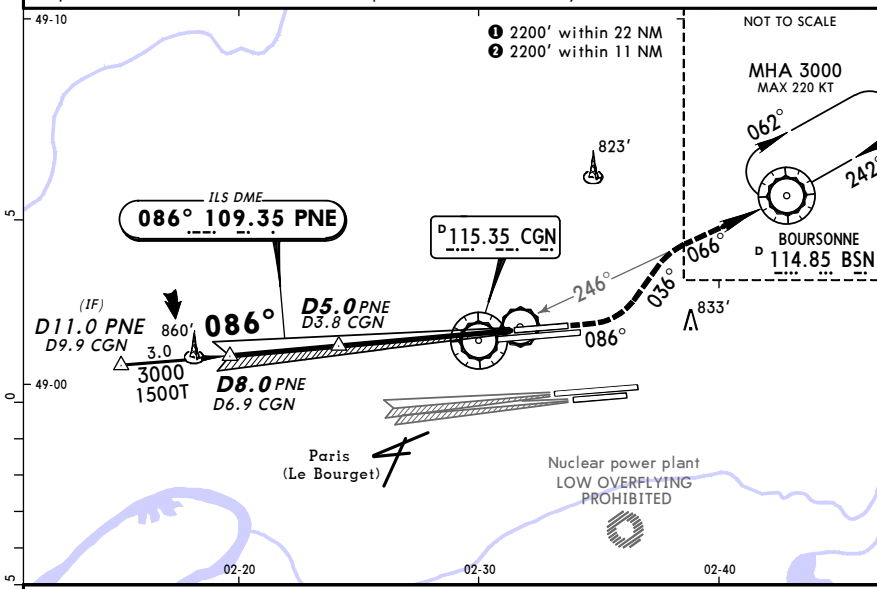 49-10
❶ 2200' within 22 NM
❷ 2200' within 11 NM
NOT TO SCALE
MHA 3000
MAX 220 KT
062°
242°
823'
ILS DME
086° 109.35 PNE
D 115.35 CGN
BOURSONNE
D 114.85 BSN
5
066°
036°
246°
833'
(IF)
D11.0 PNE
D9.9 CGN
860'
086°
D5.0 PNE
D3.8 CGN
086°
3.0
3000
1500T
D8.0 PNE
D6.9 CGN
49-00
0
Paris
(Le Bourget)
Nuclear power plant
LOW OVERFLYING
PROHIBITED
5
02-20
02-30
02-40